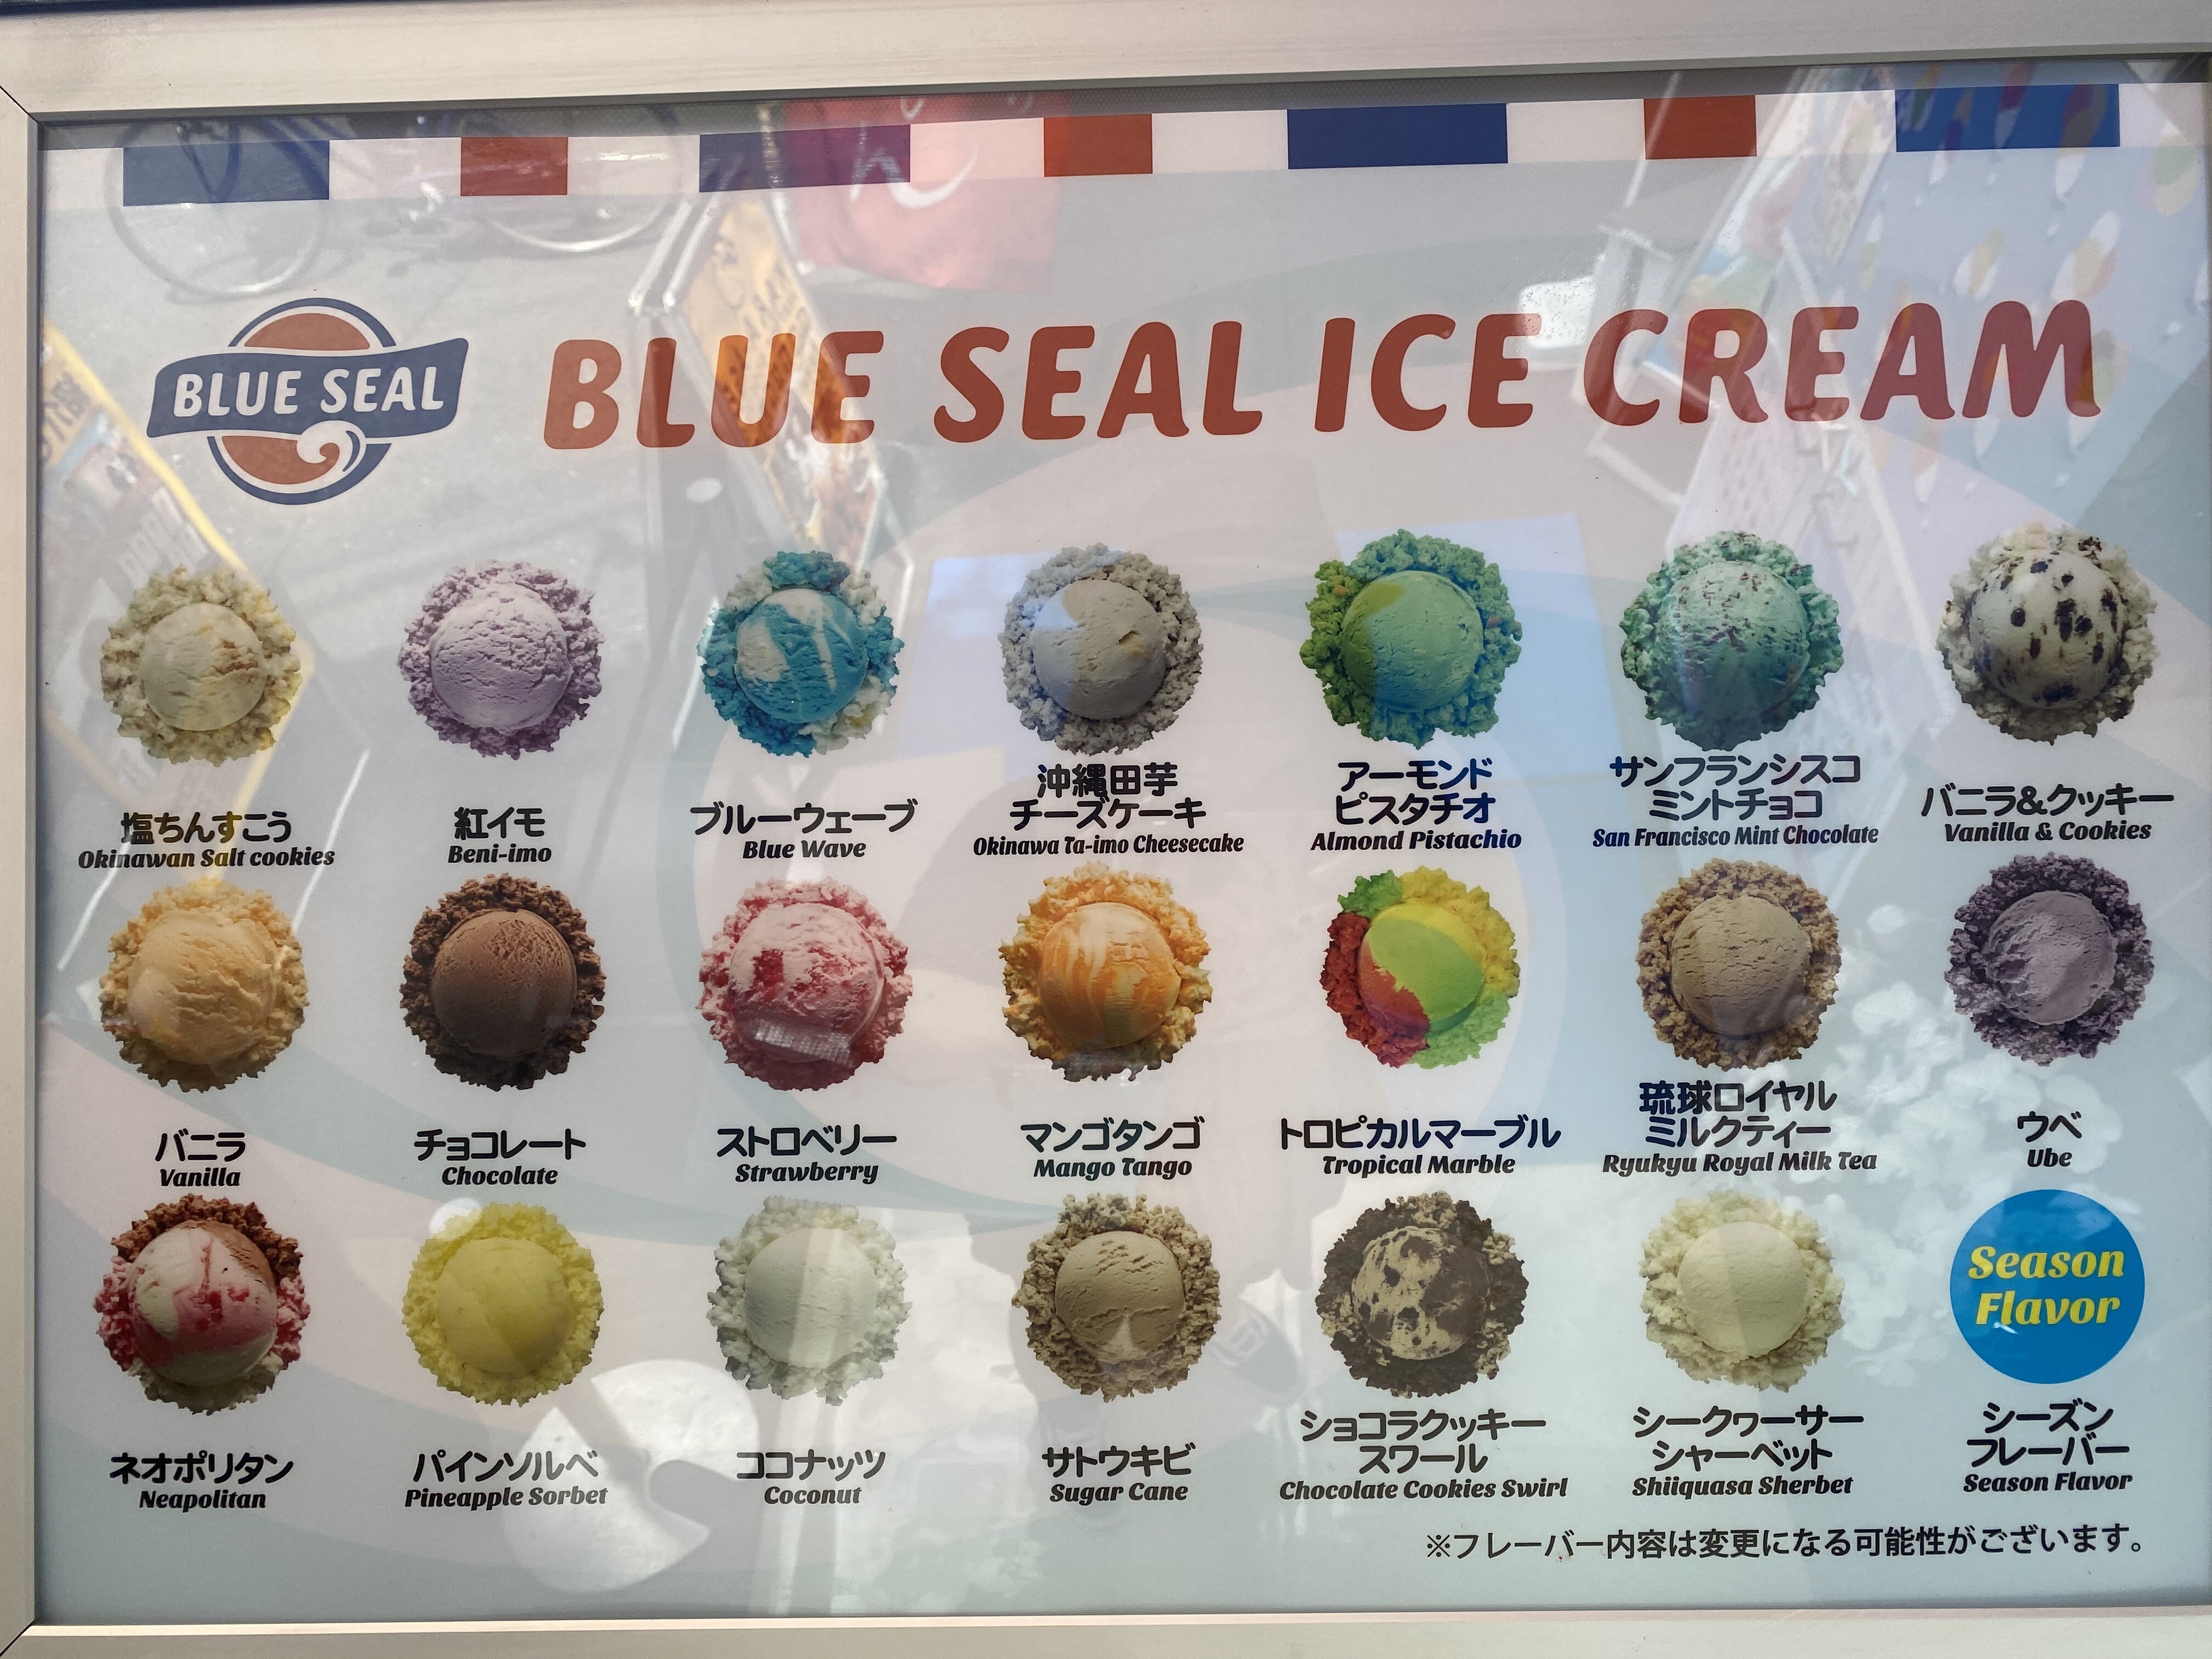 BLUE SEAL
BLUE SEAL ICE CREAM
塩ちんすこう
Okinawan Salt cookies
紅イモ
Beni-imo
ブルーウェーブ
Blue Wave
沖縄田芋
チーズケーキ
Okinawa Ta-imo Cheesecake
アーモンド
ピスタチオ
Almond Pistachio
サンフランシスコ
ミントチョコ
San Francisco Mint Chocolate
バニラ&クッキー
Vanilla & Cookies
バニラ
Vanilla
チョコレート
Chocolate
ストロベリー
Strawberry
マンゴタンゴ
Mango Tango
トロピカルマーブル
Tropical Marble
琉球ロイヤル
ミルクティー
Ryukyu Royal Milk Tea
ウベ
Ube
ネオポリタン
Neapolitan
パインソルベ
Pineapple Sorbet
ココナッツ
Coconut
サトウキビ
Sugar Cane
ショコラクッキー
スワール
Chocolate Cookies Swirl
シークヮーサー
シャーベット
Shiiquasa Sherbet
Season
Flavor
シーズン
フレーバー
Season Flavor
※フレーバー内容は変更になる可能性がございます。